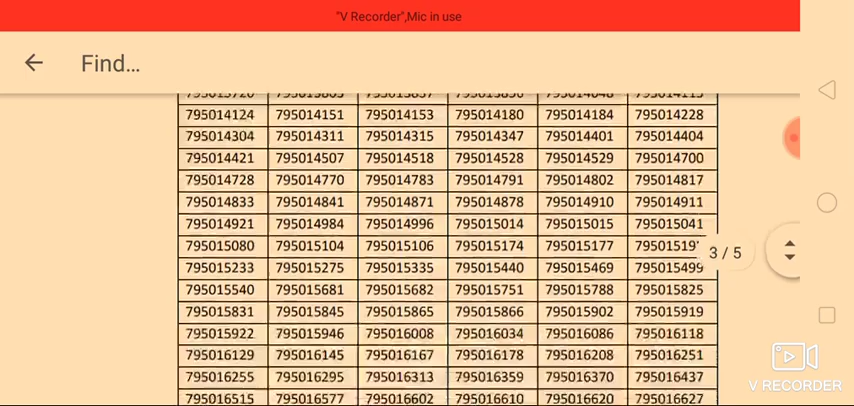 "V Recorder",Mic in use
Find...
795014124 795014151 795014153 795014180 795014184 795014228
795014304 795014311 795014315 795014347 795014401 795014404
795014421 795014507 795014518 795014528 795014529 795014700
795014728 795014770 795014783 795014791 795014802 795014817
795014833 795014841 795014871 795014878 795014910 795014911
795014921 795014984 795014996 795015014 795015015 795015041
795015080 795015104 795015106 795015174 795015177
3 / 5
795015233 795015275 795015335 795015440 795015469 795015499
795015540 795015681 795015682 795015751 795015788 795015825
795015831 795015845 795015865 795015866 795015902 795015919
795015922 795015946 795016008 795016034 795016086 795016118
795016129 795016145 795016167 795016178 795016208 795016251
795016255 795016295 795016313 795016359 795016370 795016437
795016515 795016577 795016602 795016610 795016620 795016627
V RECORDER